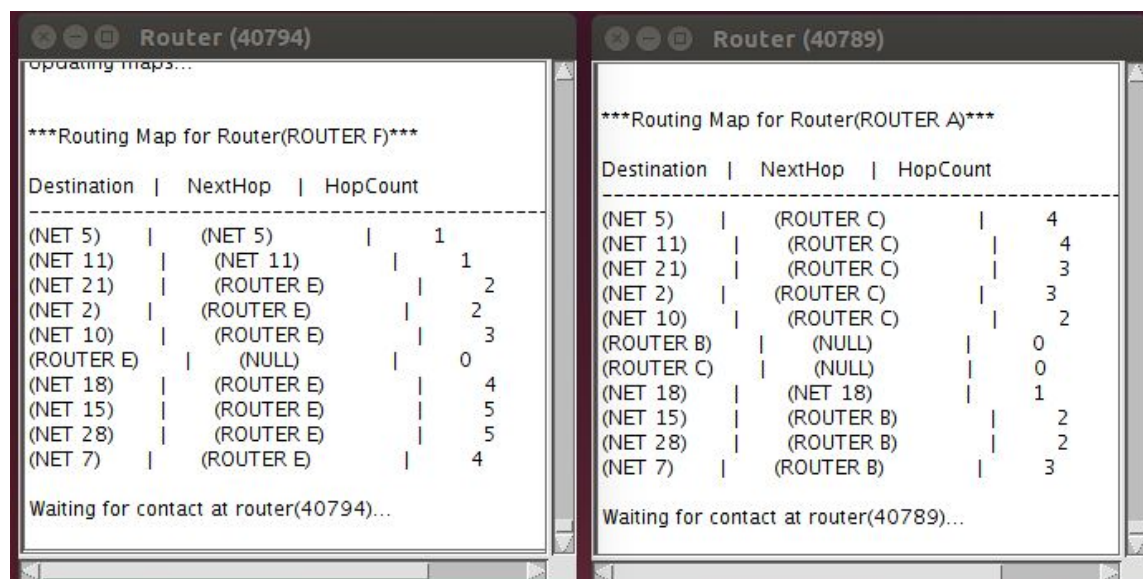 Router (40794)
Updating maps...
***Routing Map for Router(ROUTER F)***
Destination | NextHop | HopCount
(NET 5) | (NET 5) | 1
(NET 11) | (NET 11) | 1
(NET 21) | (ROUTER E) | 2
(NET 2) | (ROUTER E) | 2
(NET 10) | (ROUTER E) | 3
(ROUTER E) | (NULL) | 0
(NET 18) | (ROUTER E) | 4
(NET 15) | (ROUTER E) | 5
(NET 28) | (ROUTER E) | 5
(NET 7) | (ROUTER E) | 4
Waiting for contact at router(40794)...
Router (40789)
***Routing Map for Router(ROUTER A)***
Destination | NextHop | HopCount
(NET 5) | (ROUTER C) | 4
(NET 11) | (ROUTER C) | 4
(NET 21) | (ROUTER C) | 3
(NET 2) | (ROUTER C) | 3
(NET 10) | (ROUTER C) | 2
(ROUTER B) | (NULL) | 0
(ROUTER C) | (NULL) | 0
(NET 18) | (NET 18) | 1
(NET 15) | (ROUTER B) | 2
(NET 28) | (ROUTER B) | 2
(NET 7) | (ROUTER B) | 3
Waiting for contact at router(40789)...